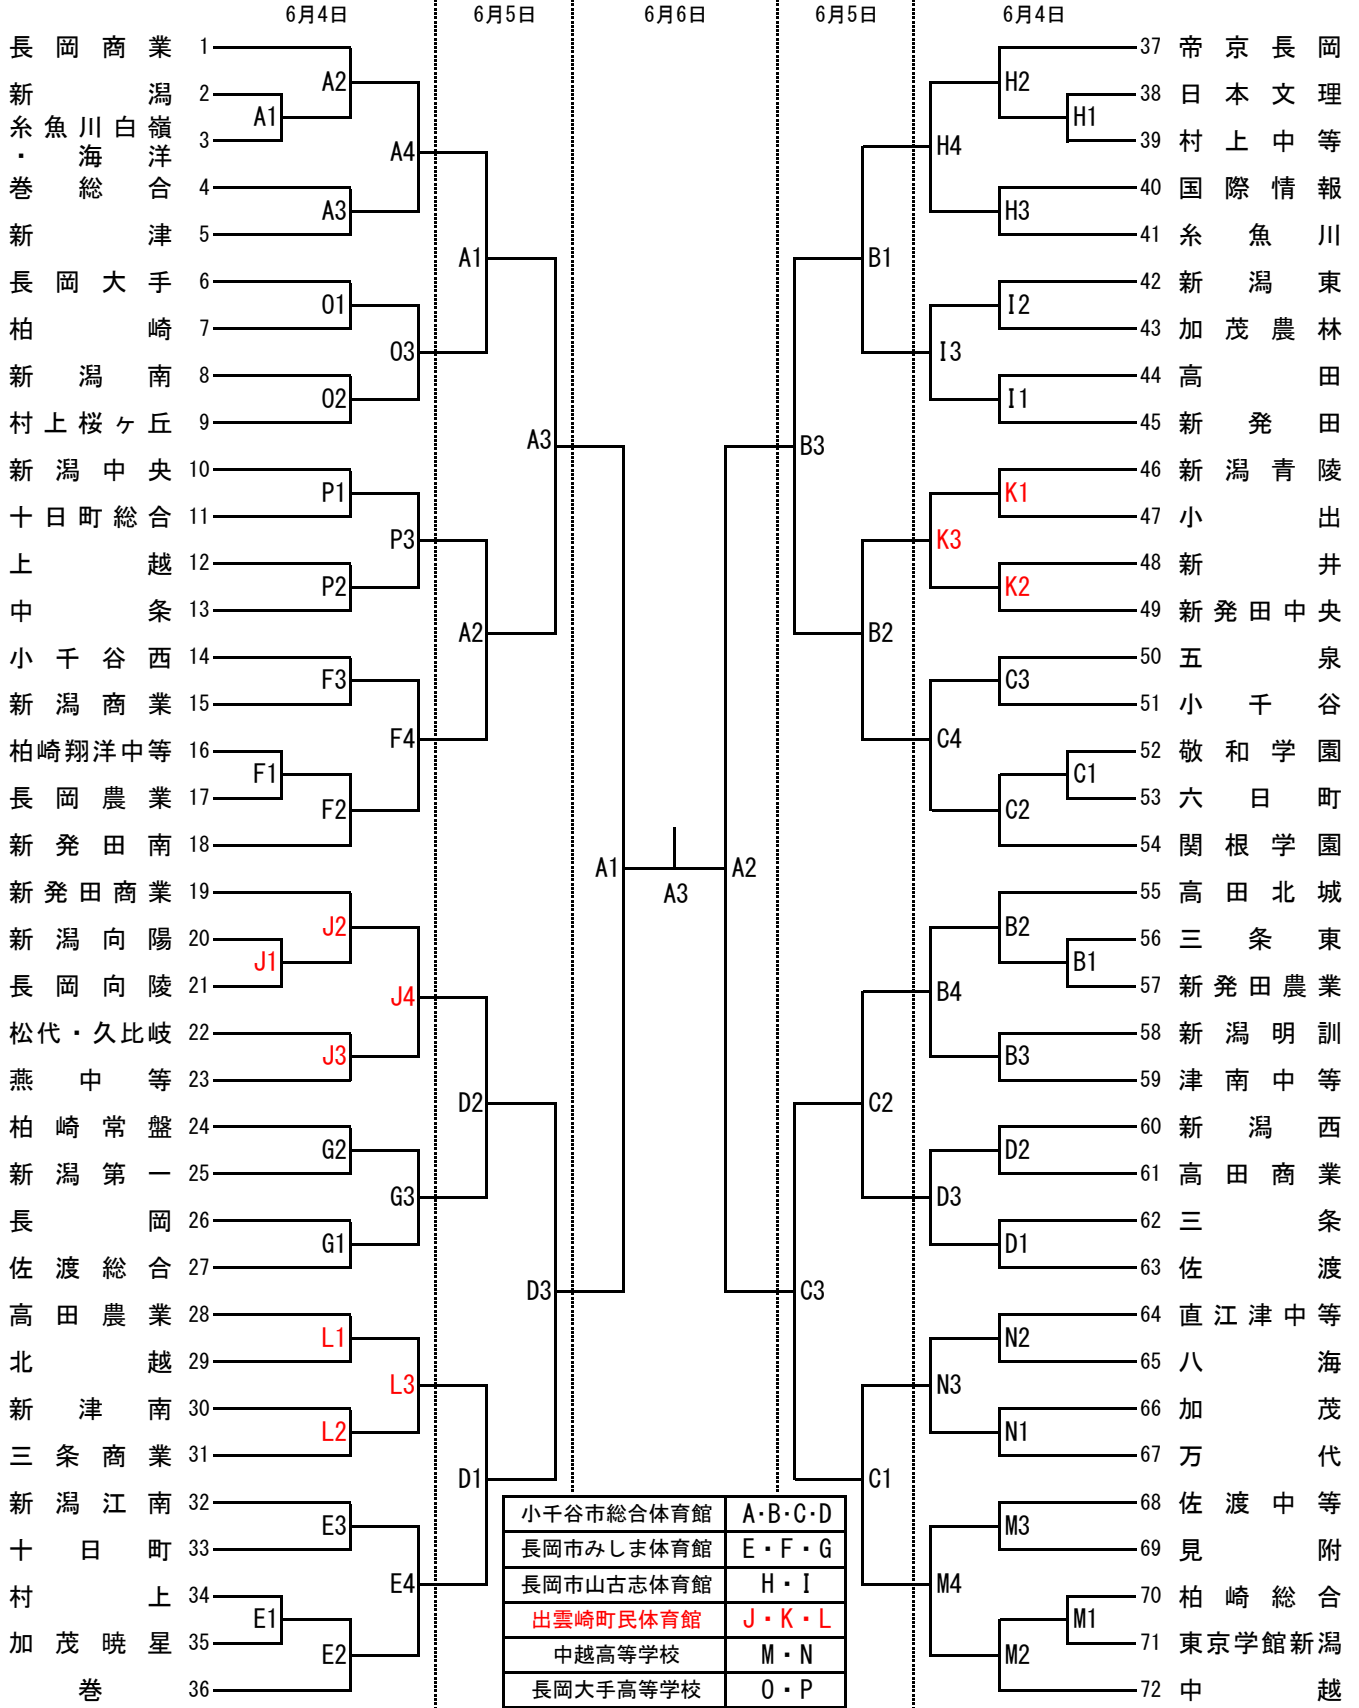 6月4日 6月5日 6月6日 6月5日 6月4日
長岡商業 1
新潟 2
糸魚川白嶺・海洋 3
巻総合 4
新津 5
長岡大手 6
柏崎 7
新潟南 8
村上桜ヶ丘 9
新潟中央 10
十日町総合 11
上越 12
中条 13
小千谷西 14
新潟商業 15
柏崎翔洋中等 16
長岡農業 17
新発田南 18
新発田商業 19
新潟向陽 20
長岡向陵 21
松代・久比岐 22
燕中等 23
柏崎常盤 24
新潟第一 25
長岡 26
佐渡総合 27
高田農業 28
北越 29
新津南 30
三条商業 31
新潟江南 32
十日町 33
村上 34
加茂暁星 35
巻 36
A1
A2
A3
A4
O1
O2
O3
P1
P2
P3
F3
F1
F2
F4
J2
J1
J3
J4
G2
G1
G3
L1
L2
L3
E3
E1
E2
E4
A1
A2
A3
D2
D1
D3
A1
A3
A2
B3
C3
B1
B2
C2
C1
H2
H1
H3
H4
I2
I1
I3
K1
K2
K3
C3
C1
C2
C4
B2
B1
B3
B4
D2
D1
D3
N2
N1
N3
M3
M1
M2
M4
37 帝京長岡
38 日本文理
39 村上中等
40 国際情報
41 糸魚川
42 新潟東
43 加茂農林
44 高田
45 新発田
46 新潟青陵
47 小出
48 新井
49 新発田中央
50 五泉
51 小千谷
52 敬和学園
53 六日町
54 関根学園
55 高田北城
56 三条東
57 新発田農業
58 新潟明訓
59 津南中等
60 新潟西
61 高田商業
62 三条
63 佐渡
64 直江津中等
65 八海
66 加茂
67 万代
68 佐渡中等
69 見附
70 柏崎総合
71 東京学館新潟
72 中越
小千谷市総合体育館 A・B・C・D
長岡市みしま体育館 E・F・G
長岡市山古志体育館 H・I
出雲崎町民体育館 J・K・L
中越高等学校 M・N
長岡大手高等学校 O・P